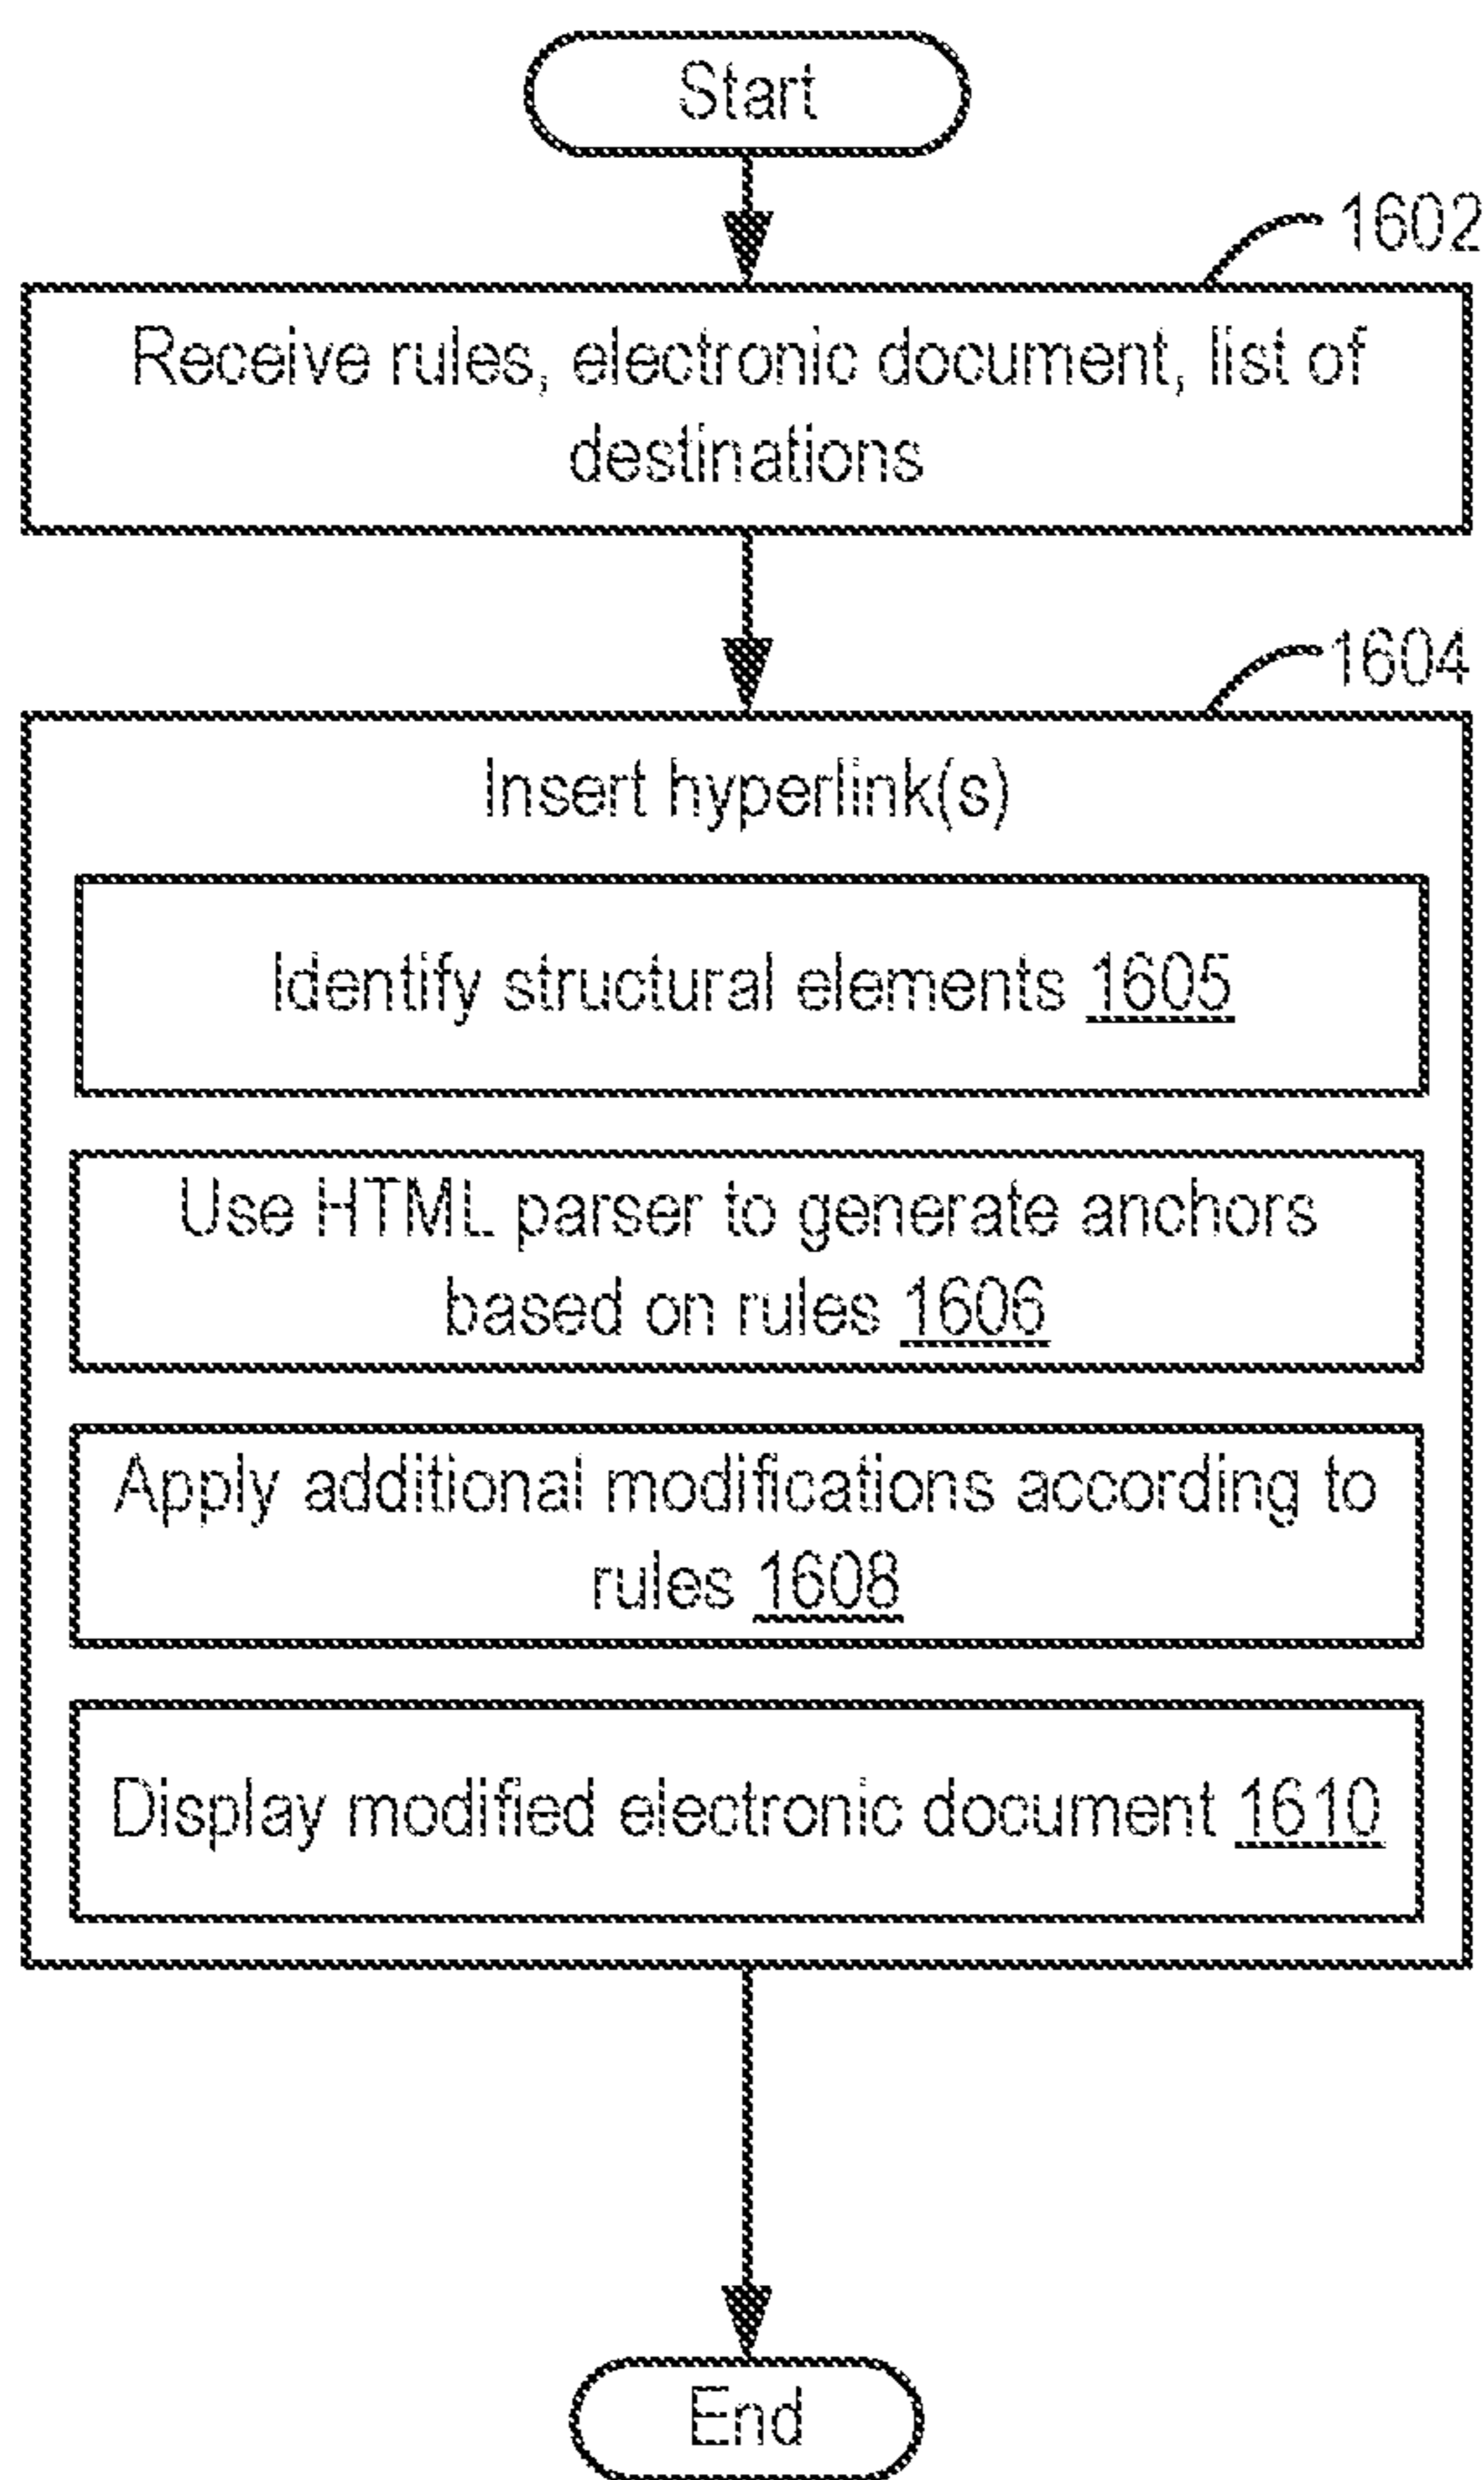 Start
1602
Receive rules, electronic document, list of
destinations
1604
Insert hyperlink(s)
Identify structural elements 1605
Use HTML parser to generate anchors
based on rules 1606
Apply additional modifications according to
rules 1608
Display modified electronic document 1610
End